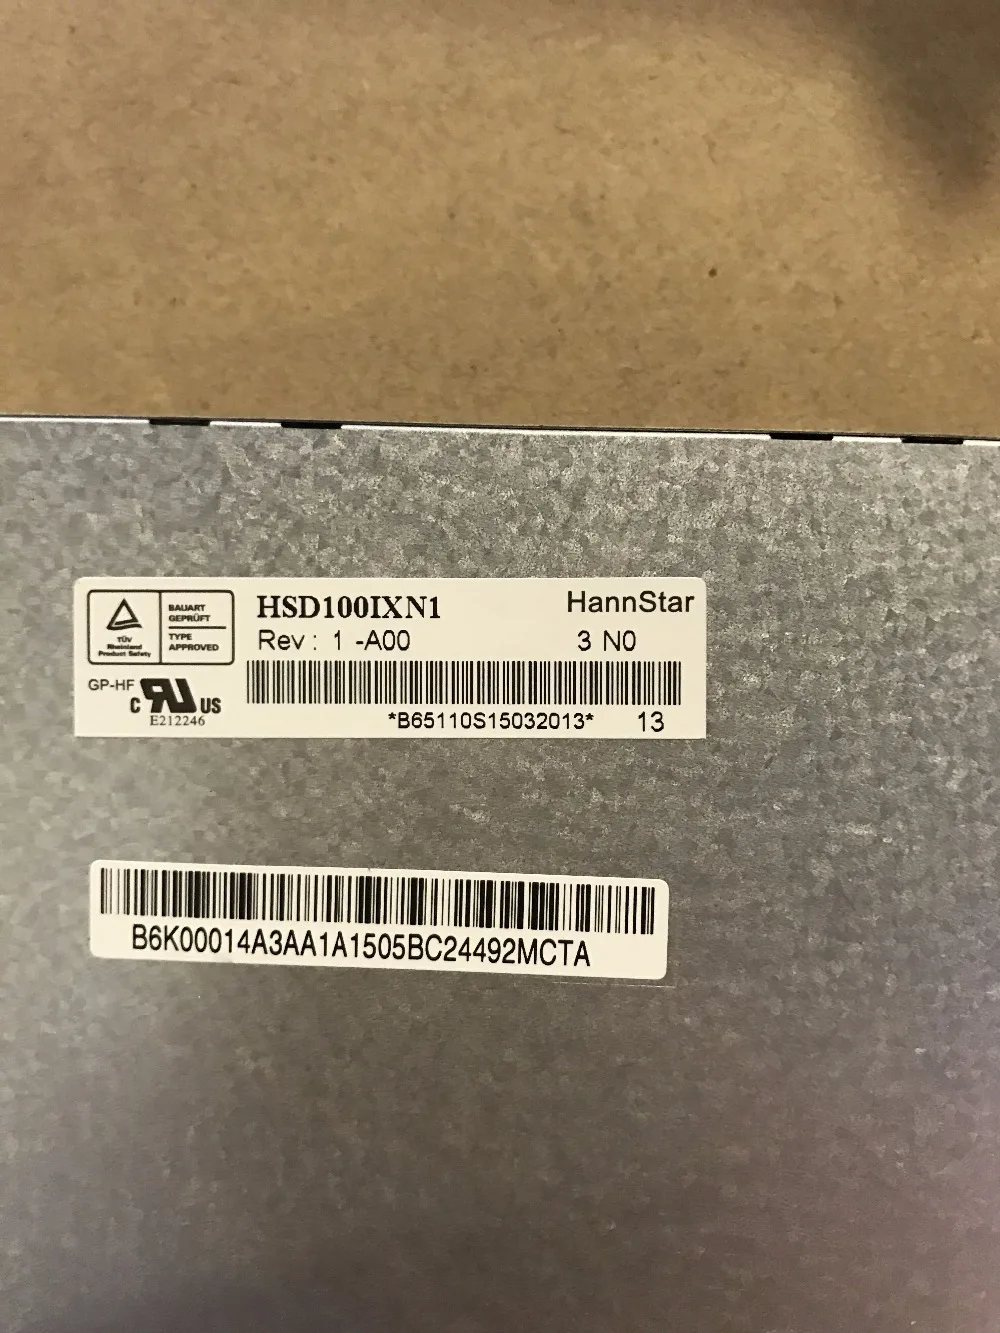 BAUART
GEPRÜFT
TÜV
Rheinland
Product Safety
TYPE
APPROVED
HSD100IXN1
HannStar
Rev : 1 -A00
3 N0
GP-HF
C
US
E212246
*B65110S15032013*
13
B6K00014A3AA1A1505BC24492MCTA